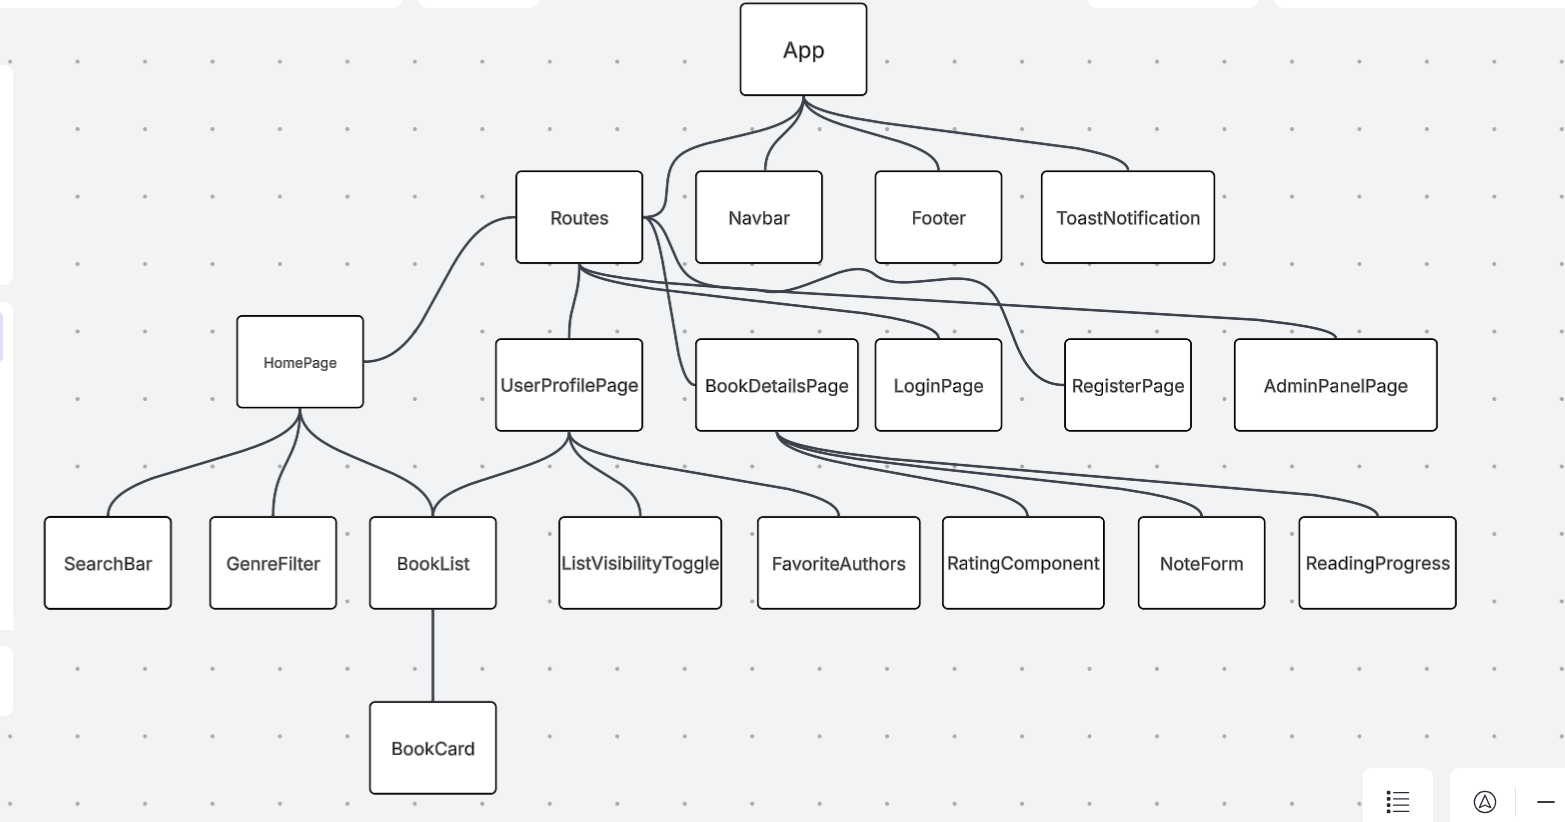 App
Routes
Navbar
Footer
ToastNotification
HomePage
UserProfilePage
BookDetailsPage
LoginPage
RegisterPage
AdminPanelPage
SearchBar
GenreFilter
BookList
ListVisibilityToggle
FavoriteAuthors
RatingComponent
NoteForm
ReadingProgress
BookCard